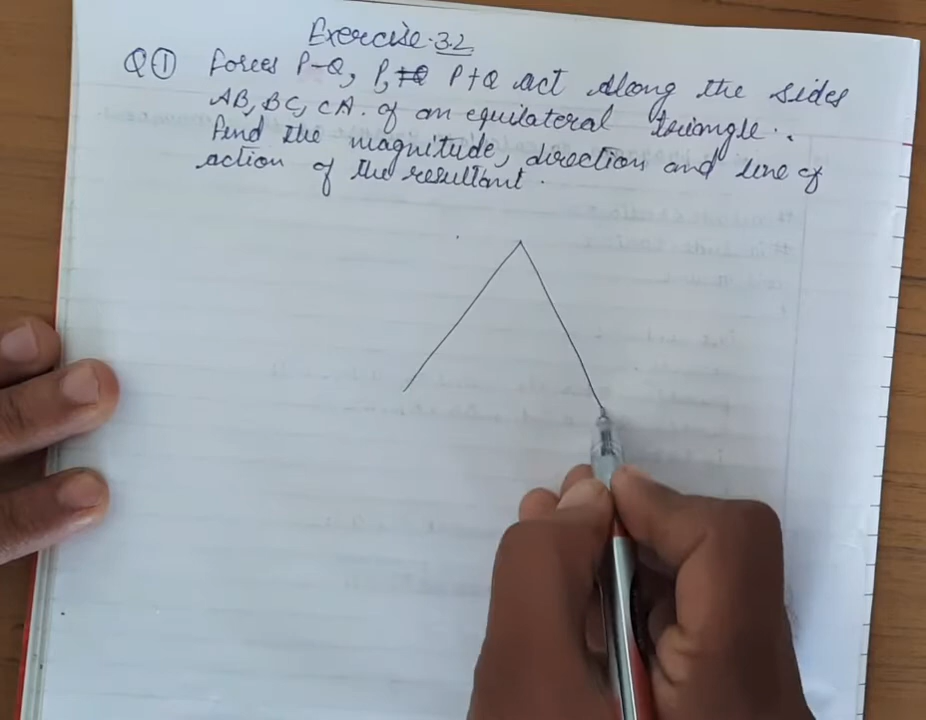 Exercise.3.2.
Q① Forces P-Q, P, P+Q act along the sides
AB, BC, CA. of an equilateral triangle.
Find the magnitude, direction and line of
action of the resultant.